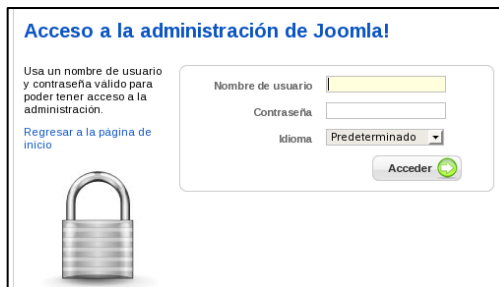 Acceso a la administración de Joomla!
Usa un nombre de usuario
y contraseña válido para
poder tener acceso a la
administración.
Regresar a la página de
inicio
Nombre de usuario
Contraseña
Idioma Predeterminado
Acceder